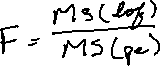 F = MS(lof) / MS(pe)